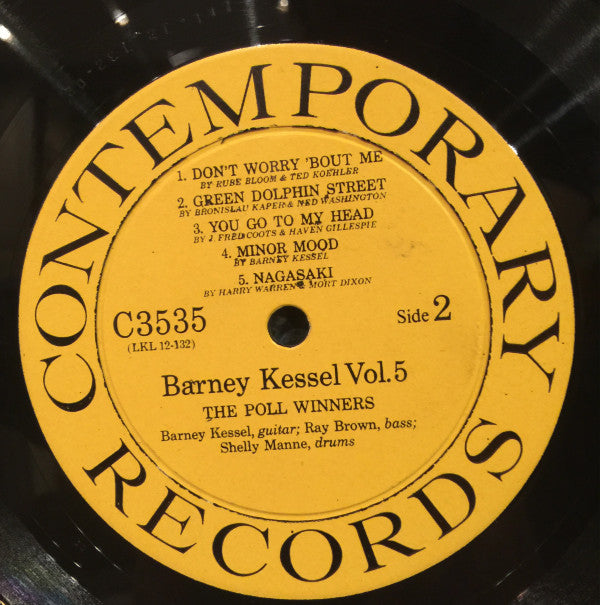 CONTEMPORARY RECORDS
1. DON'T WORRY 'BOUT ME
BY RUBE BLOOM & TED KOEHLER
2. GREEN DOLPHIN STREET
BY BRONISLAU KAPER & NED WASHINGTON
3. YOU GO TO MY HEAD
BY J. FRED COOTS & HAVEN GILLESPIE
4. MINOR MOOD
BY BARNEY KESSEL
5. NAGASAKI
BY HARRY WARREN & MORT DIXON
C3535
(LKL 12-132)
Side 2
Barney Kessel Vol. 5
THE POLL WINNERS
Barney Kessel, guitar; Ray Brown, bass;
Shelly Manne, drums